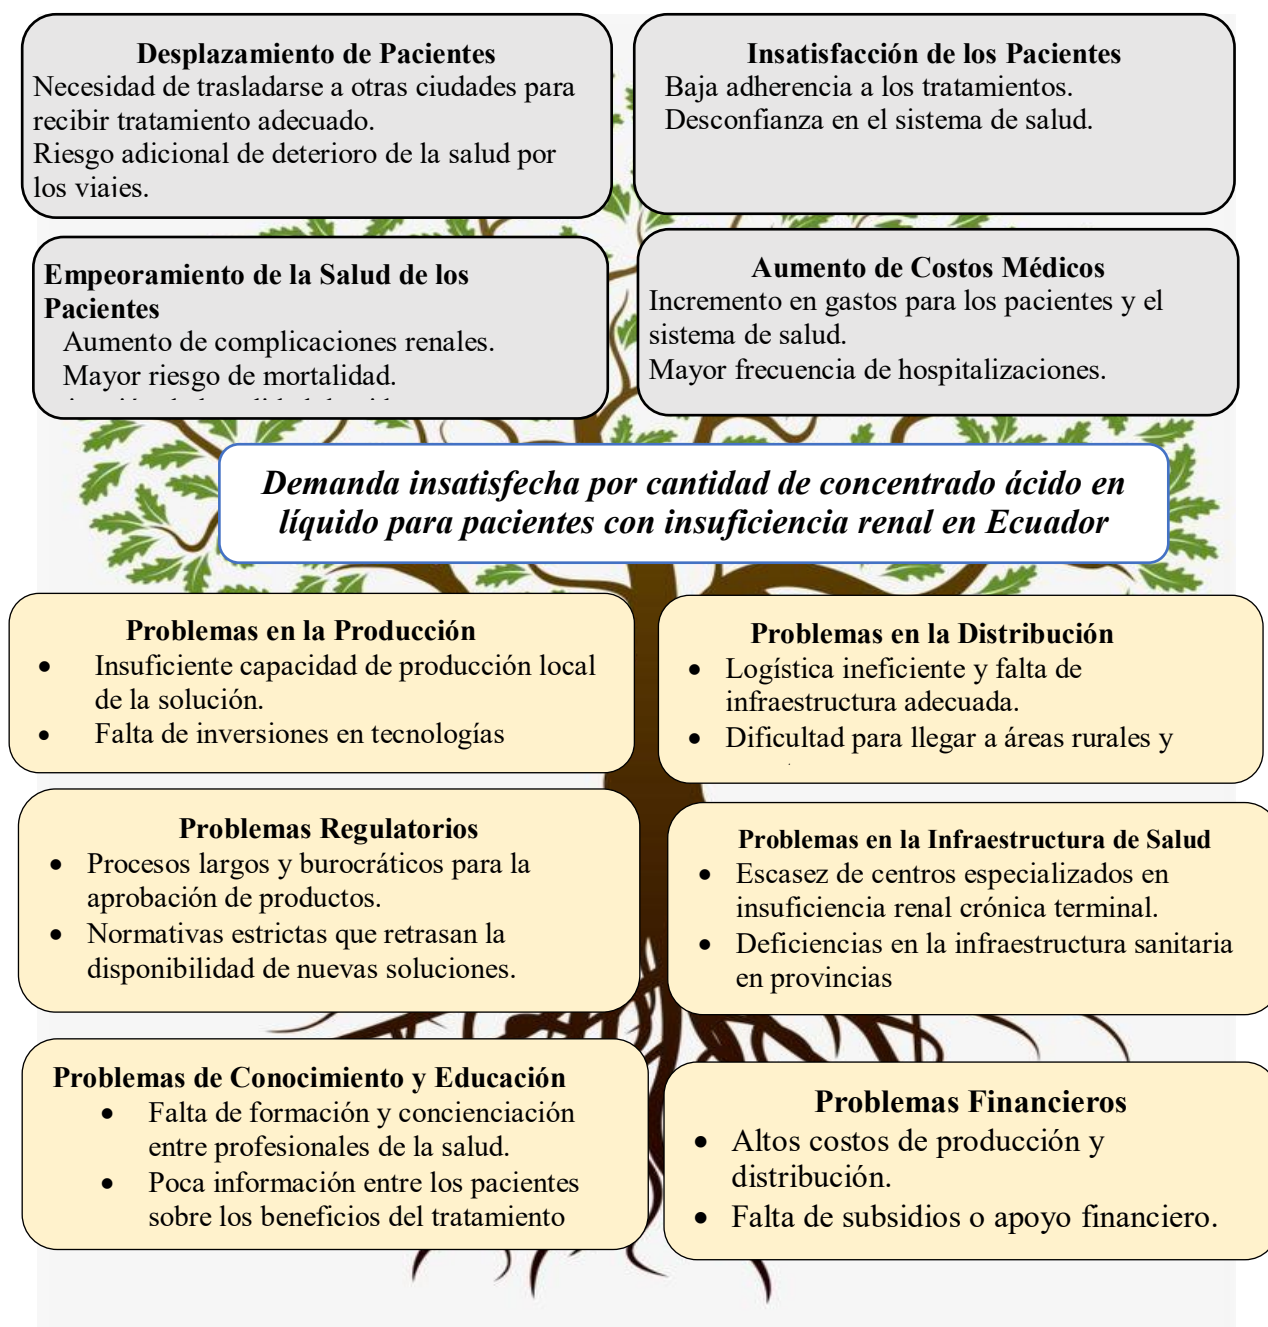 Desplazamiento de Pacientes
Necesidad de trasladarse a otras ciudades para
recibir tratamiento adecuado.
Riesgo adicional de deterioro de la salud por
los viajes.
Insatisfacción de los Pacientes
Baja adherencia a los tratamientos.
Desconfianza en el sistema de salud.
Empeoramiento de la Salud de los
Pacientes
Aumento de complicaciones renales.
Mayor riesgo de mortalidad.
Aumento de Costos Médicos
Incremento en gastos para los pacientes y el
sistema de salud.
Mayor frecuencia de hospitalizaciones.
Demanda insatisfecha por cantidad de concentrado ácido en
líquido para pacientes con insuficiencia renal en Ecuador
Problemas en la Producción
• Insuficiente capacidad de producción local
de la solución.
• Falta de inversiones en tecnologías
Problemas en la Distribución
• Logística ineficiente y falta de
infraestructura adecuada.
• Dificultad para llegar a áreas rurales y
Problemas Regulatorios
• Procesos largos y burocráticos para la
aprobación de productos.
• Normativas estrictas que retrasan la
disponibilidad de nuevas soluciones.
Problemas en la Infraestructura de Salud
• Escasez de centros especializados en
insuficiencia renal crónica terminal.
• Deficiencias en la infraestructura sanitaria
en provincias
Problemas de Conocimiento y Educación
• Falta de formación y concienciación
entre profesionales de la salud.
• Poca información entre los pacientes
sobre los beneficios del tratamiento
Problemas Financieros
• Altos costos de producción y
distribución.
• Falta de subsidios o apoyo financiero.